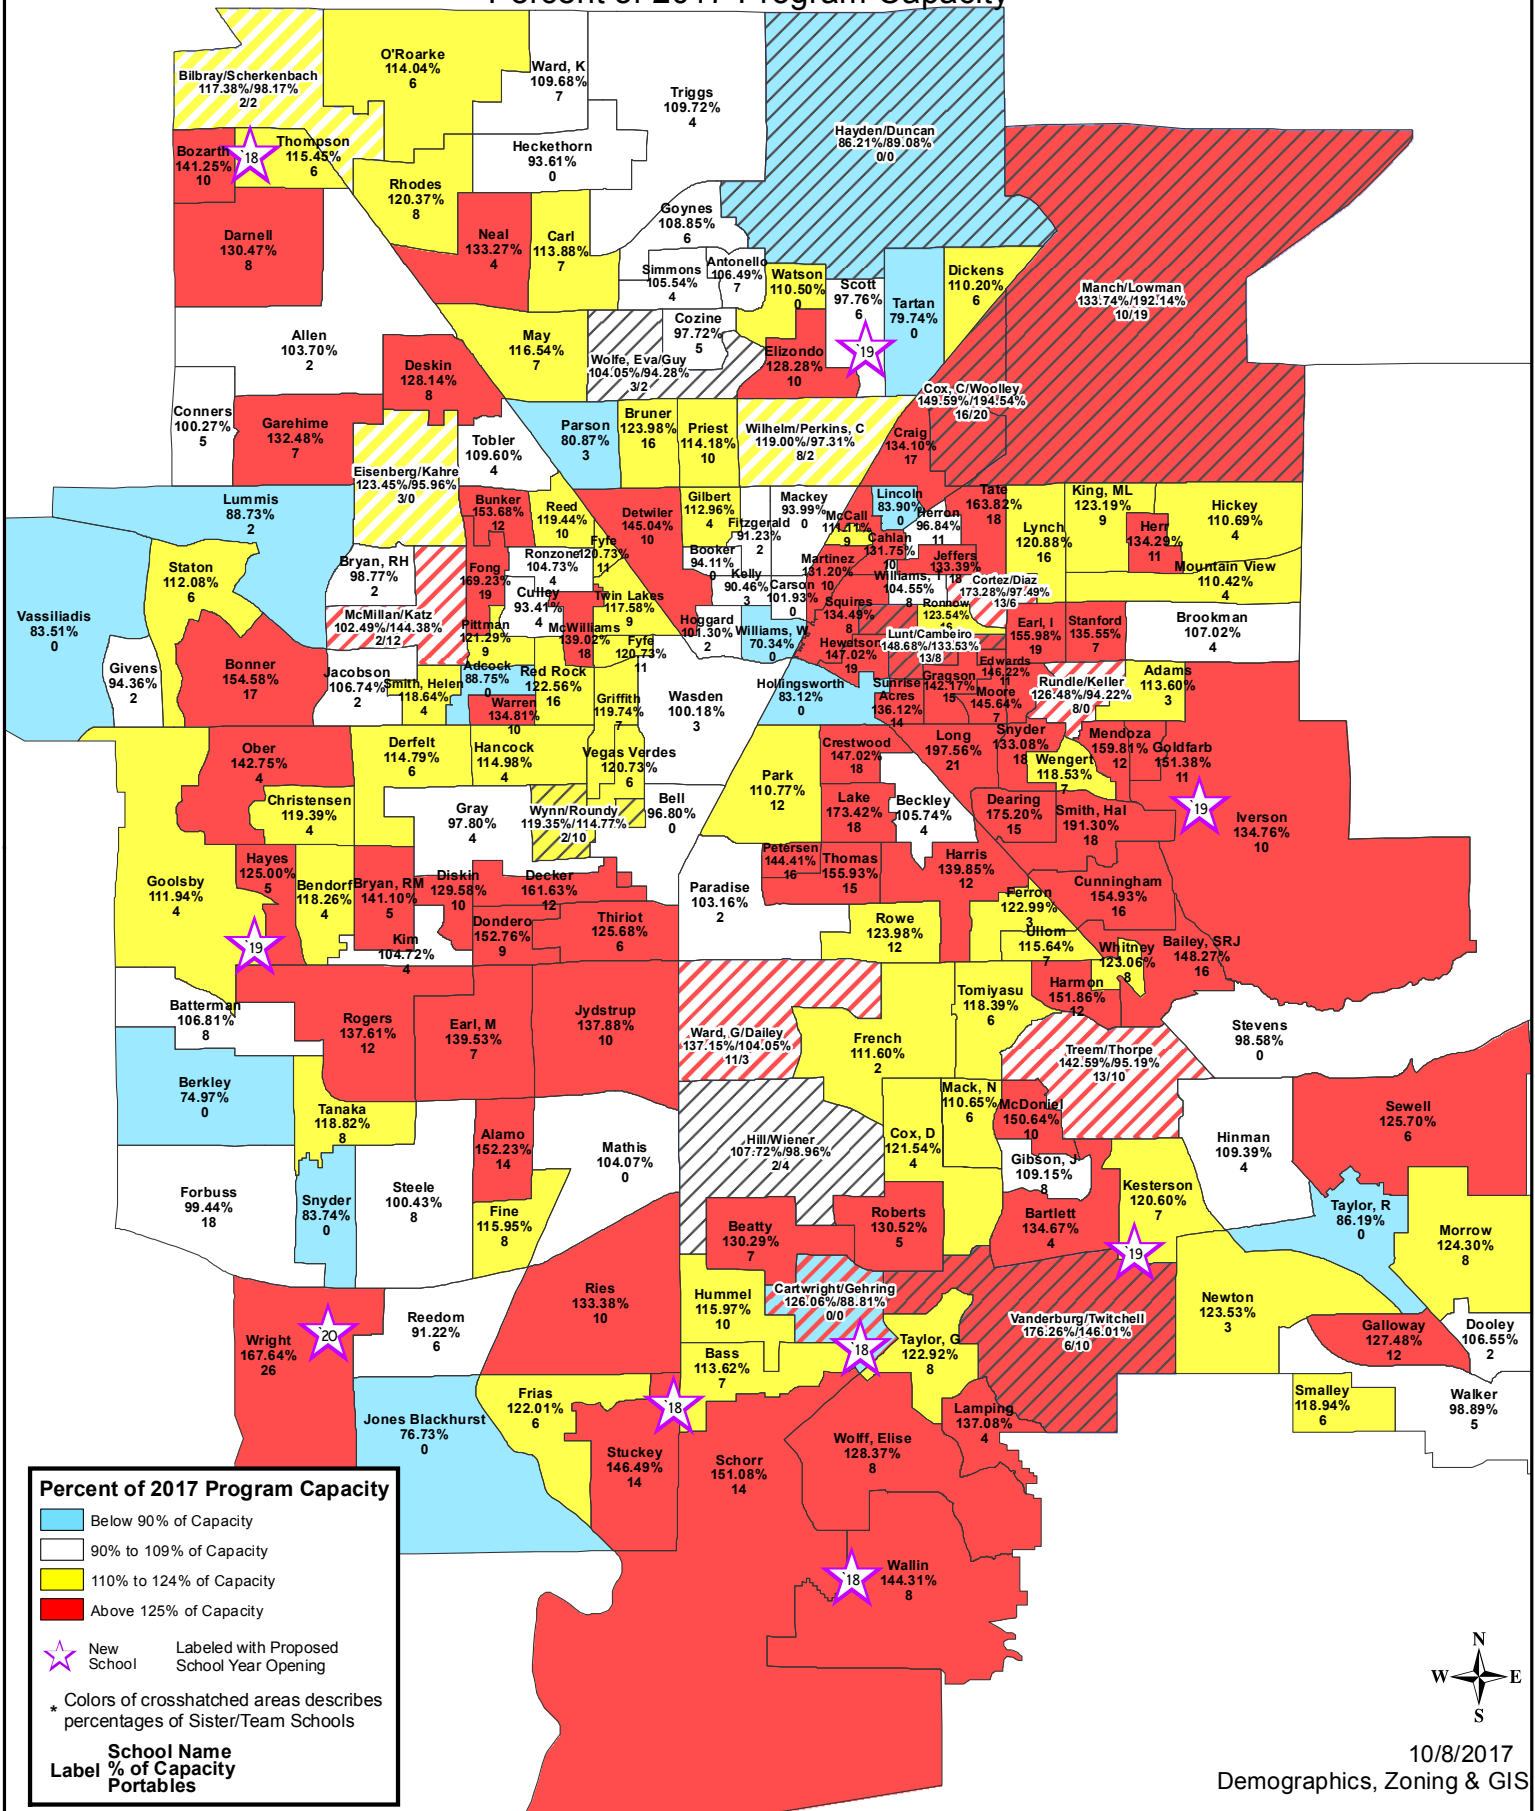 Percent of 2017 Program Capacity
Bilbray/Scherkenbach
117.38%/98.17%
2/2
O'Roarke
114.04%
6
Ward, K
109.68%
7
Triggs
109.72%
4
Hayden/Duncan
86.21%/89.08%
0/0
Bozarth
141.25%
10
'18
Thompson
115.45%
6
Heckethorn
93.61%
0
Rhodes
120.37%
8
Darnell
130.47%
8
Neal
133.27%
4
Carl
113.88%
7
Goynes
108.85%
6
Simmons
105.54%
4
Antonello
106.49%
7
Watson
110.50%
0
Scott
97.76%
6
'19
Tartan
79.74%
0
Dickens
110.20%
6
Manch/Lowman
133.74%/192.14%
10/19
Allen
103.70%
2
May
116.54%
7
Cozine
97.72%
5
Wolfe, Eva/Guy
104.05%/94.28%
3/2
Elizondo
128.28%
10
Deskin
128.14%
8
Cox, C/Woolley
149.59%/194.54%
16/20
Conners
100.27%
5
Garehime
132.48%
7
Tobler
109.60%
4
Parson
80.87%
3
Bruner
123.98%
16
Priest
114.18%
10
Wilhelm/Perkins, C
119.00%/97.31%
8/2
Craig
134.10%
17
Eisenberg/Kahre
123.45%/95.96%
3/0
Lummis
88.73%
2
Bunker
153.68%
12
Reed
119.44%
10
Detwiler
145.04%
10
Gilbert
112.96%
4
Fitzgerald
91.23%
2
Mackey
93.99%
0
McCall
111.11%
9
Lincoln
83.90%
0
Herron
96.84%
11
Tate
163.82%
18
Lynch
120.88%
16
King, ML
123.19%
9
Herr
134.29%
11
Hickey
110.69%
4
Mountain View
110.42%
4
Staton
112.08%
6
Bryan, RH
98.77%
2
Fong
169.23%
19
Ronzone
104.73%
4
Fyfe
120.73%
11
Booker
94.11%
0
Kelly
90.46%
3
Carson
101.93%
0
Martinez
131.20%
10
Cahlan
131.75%
10
Jeffers
133.39%
18
Williams, T
104.55%
8
Cortez/Diaz
173.28%/97.49%
13/6
Vassiliadis
83.51%
0
McMillan/Katz
102.49%/144.38%
2/12
Culley
93.41%
4
Twin Lakes
117.58%
9
Pittman
121.29%
9
McWilliams
139.02%
18
Fyfe
120.73%
11
Hoggard
101.30%
2
Williams, W
70.34%
0
Squires
134.49%
8
Ronnow
123.54%
16
Lunt/Cambeiro
148.68%/133.53%
13/8
Earl, I
155.98%
19
Stanford
135.55%
7
Brookman
107.02%
4
Givens
94.36%
2
Bonner
154.58%
17
Jacobson
106.74%
2
Smith, Helen
118.64%
4
Adcock
88.75%
0
Red Rock
122.56%
16
Warren
134.81%
10
Griffith
119.74%
7
Wasden
100.18%
3
Hollingsworth
83.12%
0
Hewetson
147.02%
19
Sunrise
Acres
136.12%
14
Gragson
142.17%
15
Edwards
146.22%
11
Moore
145.64%
7
Rundle/Keller
126.48%/94.22%
8/0
Adams
113.60%
3
Ober
142.75%
4
Derfelt
114.79%
6
Hancock
114.98%
4
Vegas Verdes
120.73%
6
Crestwood
147.02%
18
Long
197.56%
21
Snyder
133.08%
18
Mendoza
159.81%
12
Goldfarb
151.38%
11
Wengert
118.53%
7
Park
110.77%
12
Christensen
119.39%
4
Gray
97.80%
4
Wynn/Roundy
119.35%/114.77%
2/10
Bell
96.80%
0
Lake
173.42%
18
Beckley
105.74%
4
Dearing
175.20%
15
Smith, Hal
191.30%
18
'19
Iverson
134.76%
10
Goolsby
111.94%
4
Hayes
125.00%
5
Bendorf
118.26%
4
Bryan, RM
141.10%
5
Diskin
129.58%
10
Decker
161.63%
12
Paradise
103.16%
2
Petersen
144.41%
16
Thomas
155.93%
15
Harris
139.85%
12
Cunningham
154.93%
16
Ferron
122.99%
3
'19
Kim
104.72%
4
Dondero
152.76%
9
Thiriot
125.68%
6
Rowe
123.98%
12
Ullom
115.64%
7
Whitney
123.06%
8
Bailey, SRJ
148.27%
16
Batterman
106.81%
8
Rogers
137.61%
12
Earl, M
139.53%
7
Jydstrup
137.88%
10
Ward, G/Dailey
137.15%/104.05%
11/3
French
111.60%
2
Tomiyasu
118.39%
6
Harmon
151.86%
12
Treem/Thorpe
142.59%/95.19%
13/10
Stevens
98.58%
0
Berkley
74.97%
0
Tanaka
118.82%
8
Alamo
152.23%
14
Mathis
104.07%
0
Hill/Wiener
107.72%/98.96%
2/4
Cox, D
121.54%
4
Mack, N
110.65%
6
McDoniel
150.64%
10
Gibson, J
109.15%
8
Hinman
109.39%
4
Sewell
125.70%
6
Forbuss
99.44%
18
Snyder
83.74%
0
Steele
100.43%
8
Fine
115.95%
8
Beatty
130.29%
7
Roberts
130.52%
5
Bartlett
134.67%
4
Kesterson
120.60%
7
'19
Taylor, R
86.19%
0
Morrow
124.30%
8
Wright
167.64%
26
'20
Reedom
91.22%
6
Ries
133.38%
10
Hummel
115.97%
10
Cartwright/Gehring
126.06%/88.81%
0/0
'18
Taylor, G
122.92%
8
Vanderburg/Twitchell
176.26%/146.01%
6/10
Newton
123.53%
3
Galloway
127.48%
12
Dooley
106.55%
2
Bass
113.62%
7
Jones Blackhurst
76.73%
0
Frias
122.01%
6
'18
Stuckey
146.49%
14
Schorr
151.08%
14
Wolff, Elise
128.37%
8
Lamping
137.08%
4
Smalley
118.94%
6
Walker
98.89%
5
'18
Wallin
144.31%
8
Percent of 2017 Program Capacity
Below 90% of Capacity
90% to 109% of Capacity
110% to 124% of Capacity
Above 125% of Capacity
New
School
Labeled with Proposed
School Year Opening
* Colors of crosshatched areas describes
percentages of Sister/Team Schools
Label
School Name
% of Capacity
Portables
N
W E
S
10/8/2017
Demographics, Zoning & GIS